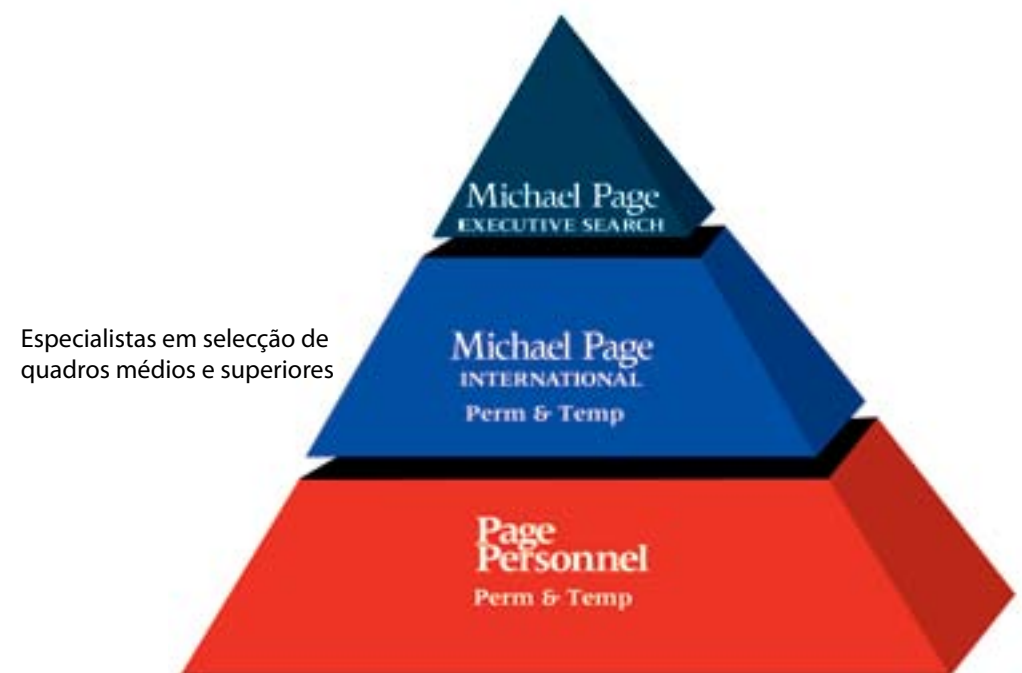 Michael Page
EXECUTIVE SEARCH
Especialistas em selecção de
quadros médios e superiores
Michael Page
INTERNATIONAL
Perm & Temp
Page
Personnel
Perm & Temp